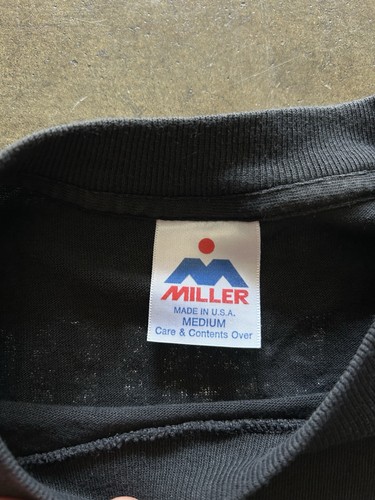 MILLER
MADE IN U.S.A.
MEDIUM
Care & Contents Over